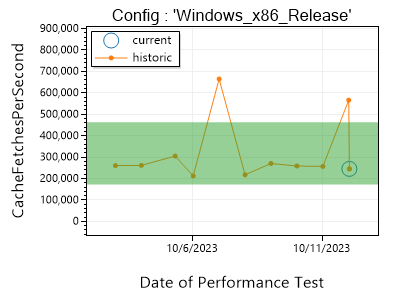 Config : 'Windows_x86_Release'
900,000
800,000
700,000
600,000
500,000
400,000
300,000
200,000
100,000
0
CacheFetchesPerSecond
current
historic
10/6/2023
10/11/2023
Date of Performance Test